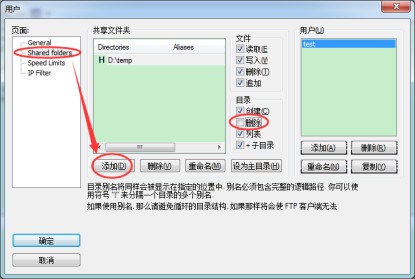 用户
页面:
General
Shared folders
Speed Limits
IP Filter
共享文件夹
Directories Aliases
H D:\temp
文件
读取(E
写入(V
删除(I)
追加
目录
创建(C)
删除
列表
+ 子目录
用户(U)
test
添加(D) 删除(V) 重命名(M) 设为主目录(H)
添加(A) 删除(R)
重命名(N) 复制(Y)
目录别名将同样会被显示在指定的位置中. 别名必须包含完整的逻辑路径. 你可以使
用符号 "|" 来分隔一个目录的多个别名
如果使用别名, 那么请避免循环的目录结构, 如果那样将会使 FTP 客户端无法
确定
取消